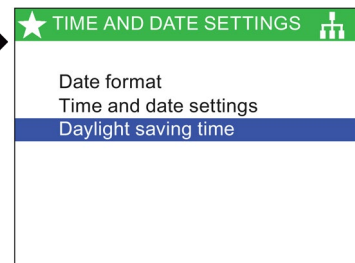 TIME AND DATE SETTINGS
Date format
Time and date settings
Daylight saving time